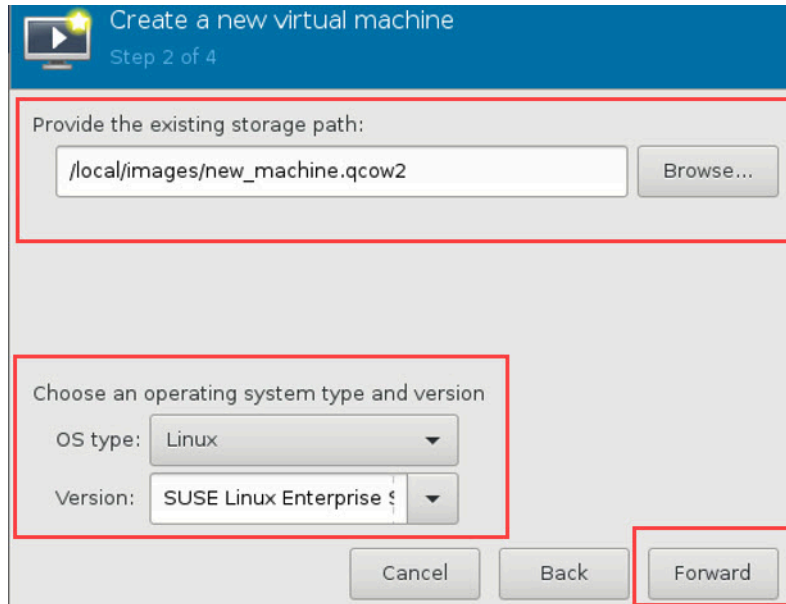 Create a new virtual machine
Step 2 of 4
Provide the existing storage path:
/local/images/new_machine.qcow2
Browse...
Choose an operating system type and version
OS type: Linux
Version: SUSE Linux Enterprise
Cancel Back Forward